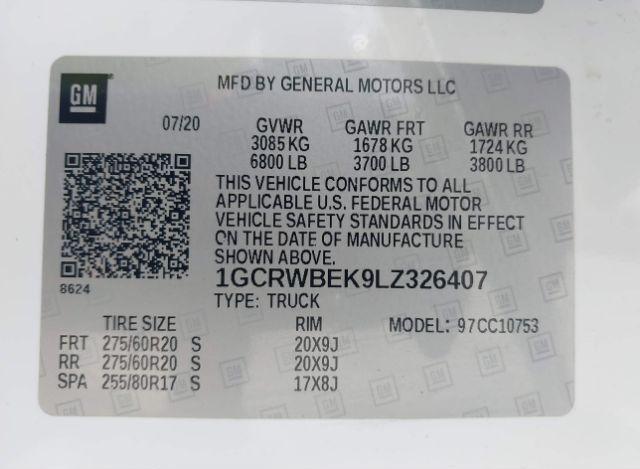 GM
MFD BY GENERAL MOTORS LLC
07/20 GVWR GAWR FRT GAWR RR
3085 KG 1678 KG 1724 KG
6800 LB 3700 LB 3800 LB
THIS VEHICLE CONFORMS TO ALL
APPLICABLE U.S. FEDERAL MOTOR
VEHICLE SAFETY STANDARDS IN EFFECT
ON THE DATE OF MANUFACTURE
SHOWN ABOVE.
8624
1GCRWBEK9LZ326407
TYPE: TRUCK
TIRE SIZE RIM MODEL: 97CC10753
FRT 275/60R20 S 20X9J
RR 275/60R20 S 20X9J
SPA 255/80R17 S 17X8J